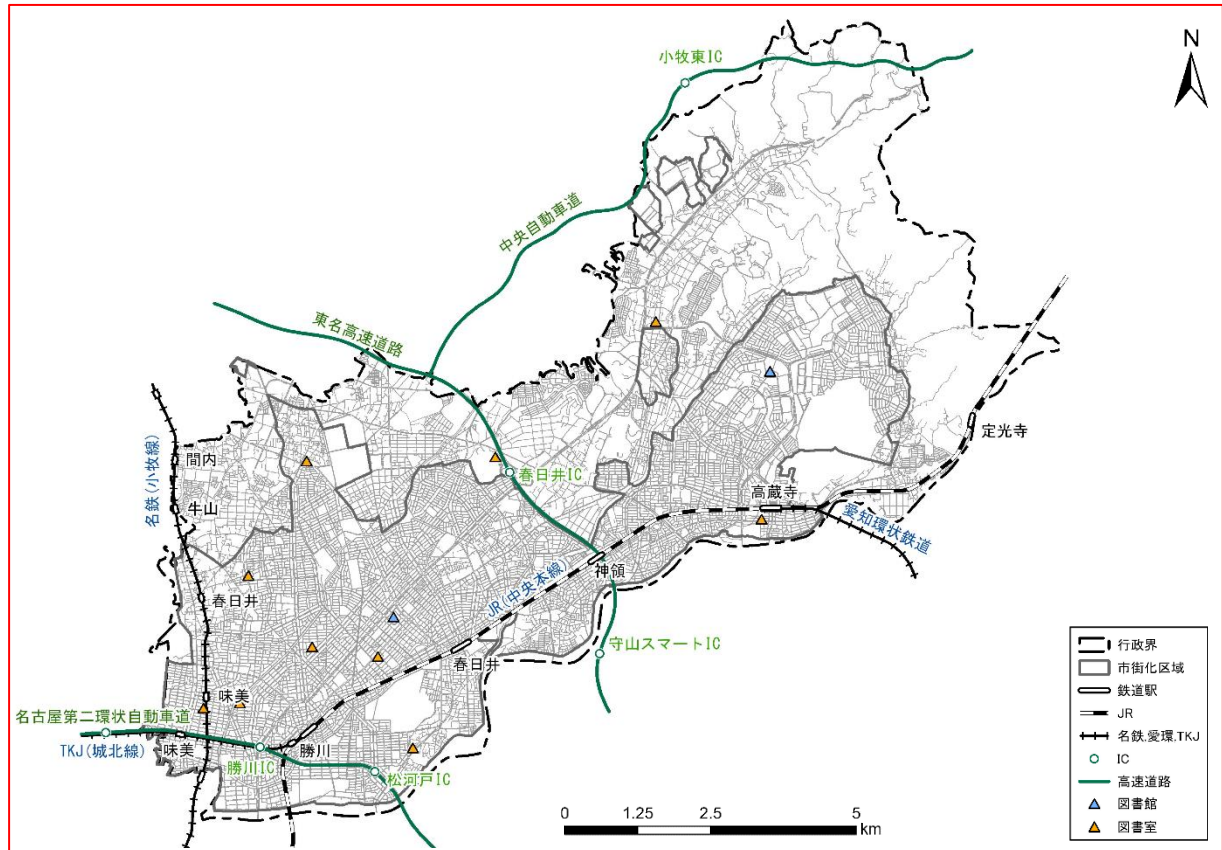 小牧東IC
N
中央自動車道
東名高速道路
名鉄(小牧線)
間内
牛山
春日井IC
定光寺
高蔵寺
愛知環状鉄道
神領
JR(中央本線)
春日井
守山スマートIC
春日井
味美
名古屋第二環状自動車道
TKJ(城北線)
味美
勝川
勝川IC
松河戸IC
0 1.25 2.5 5
km
行政界
市街化区域
鉄道駅
JR
名鉄,愛環,TKJ
IC
高速道路
図書館
図書室